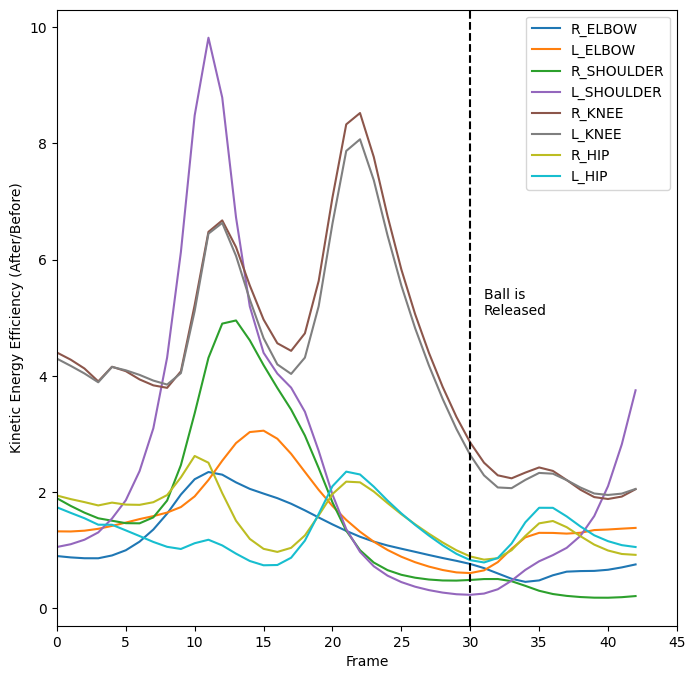 R_ELBOW
L_ELBOW
R_SHOULDER
L_SHOULDER
R_KNEE
L_KNEE
R_HIP
L_HIP
Ball is
Released
Kinetic Energy Efficiency (After/Before)
10
8
6
4
2
0
0 5 10 15 20 25 30 35 40 45
Frame